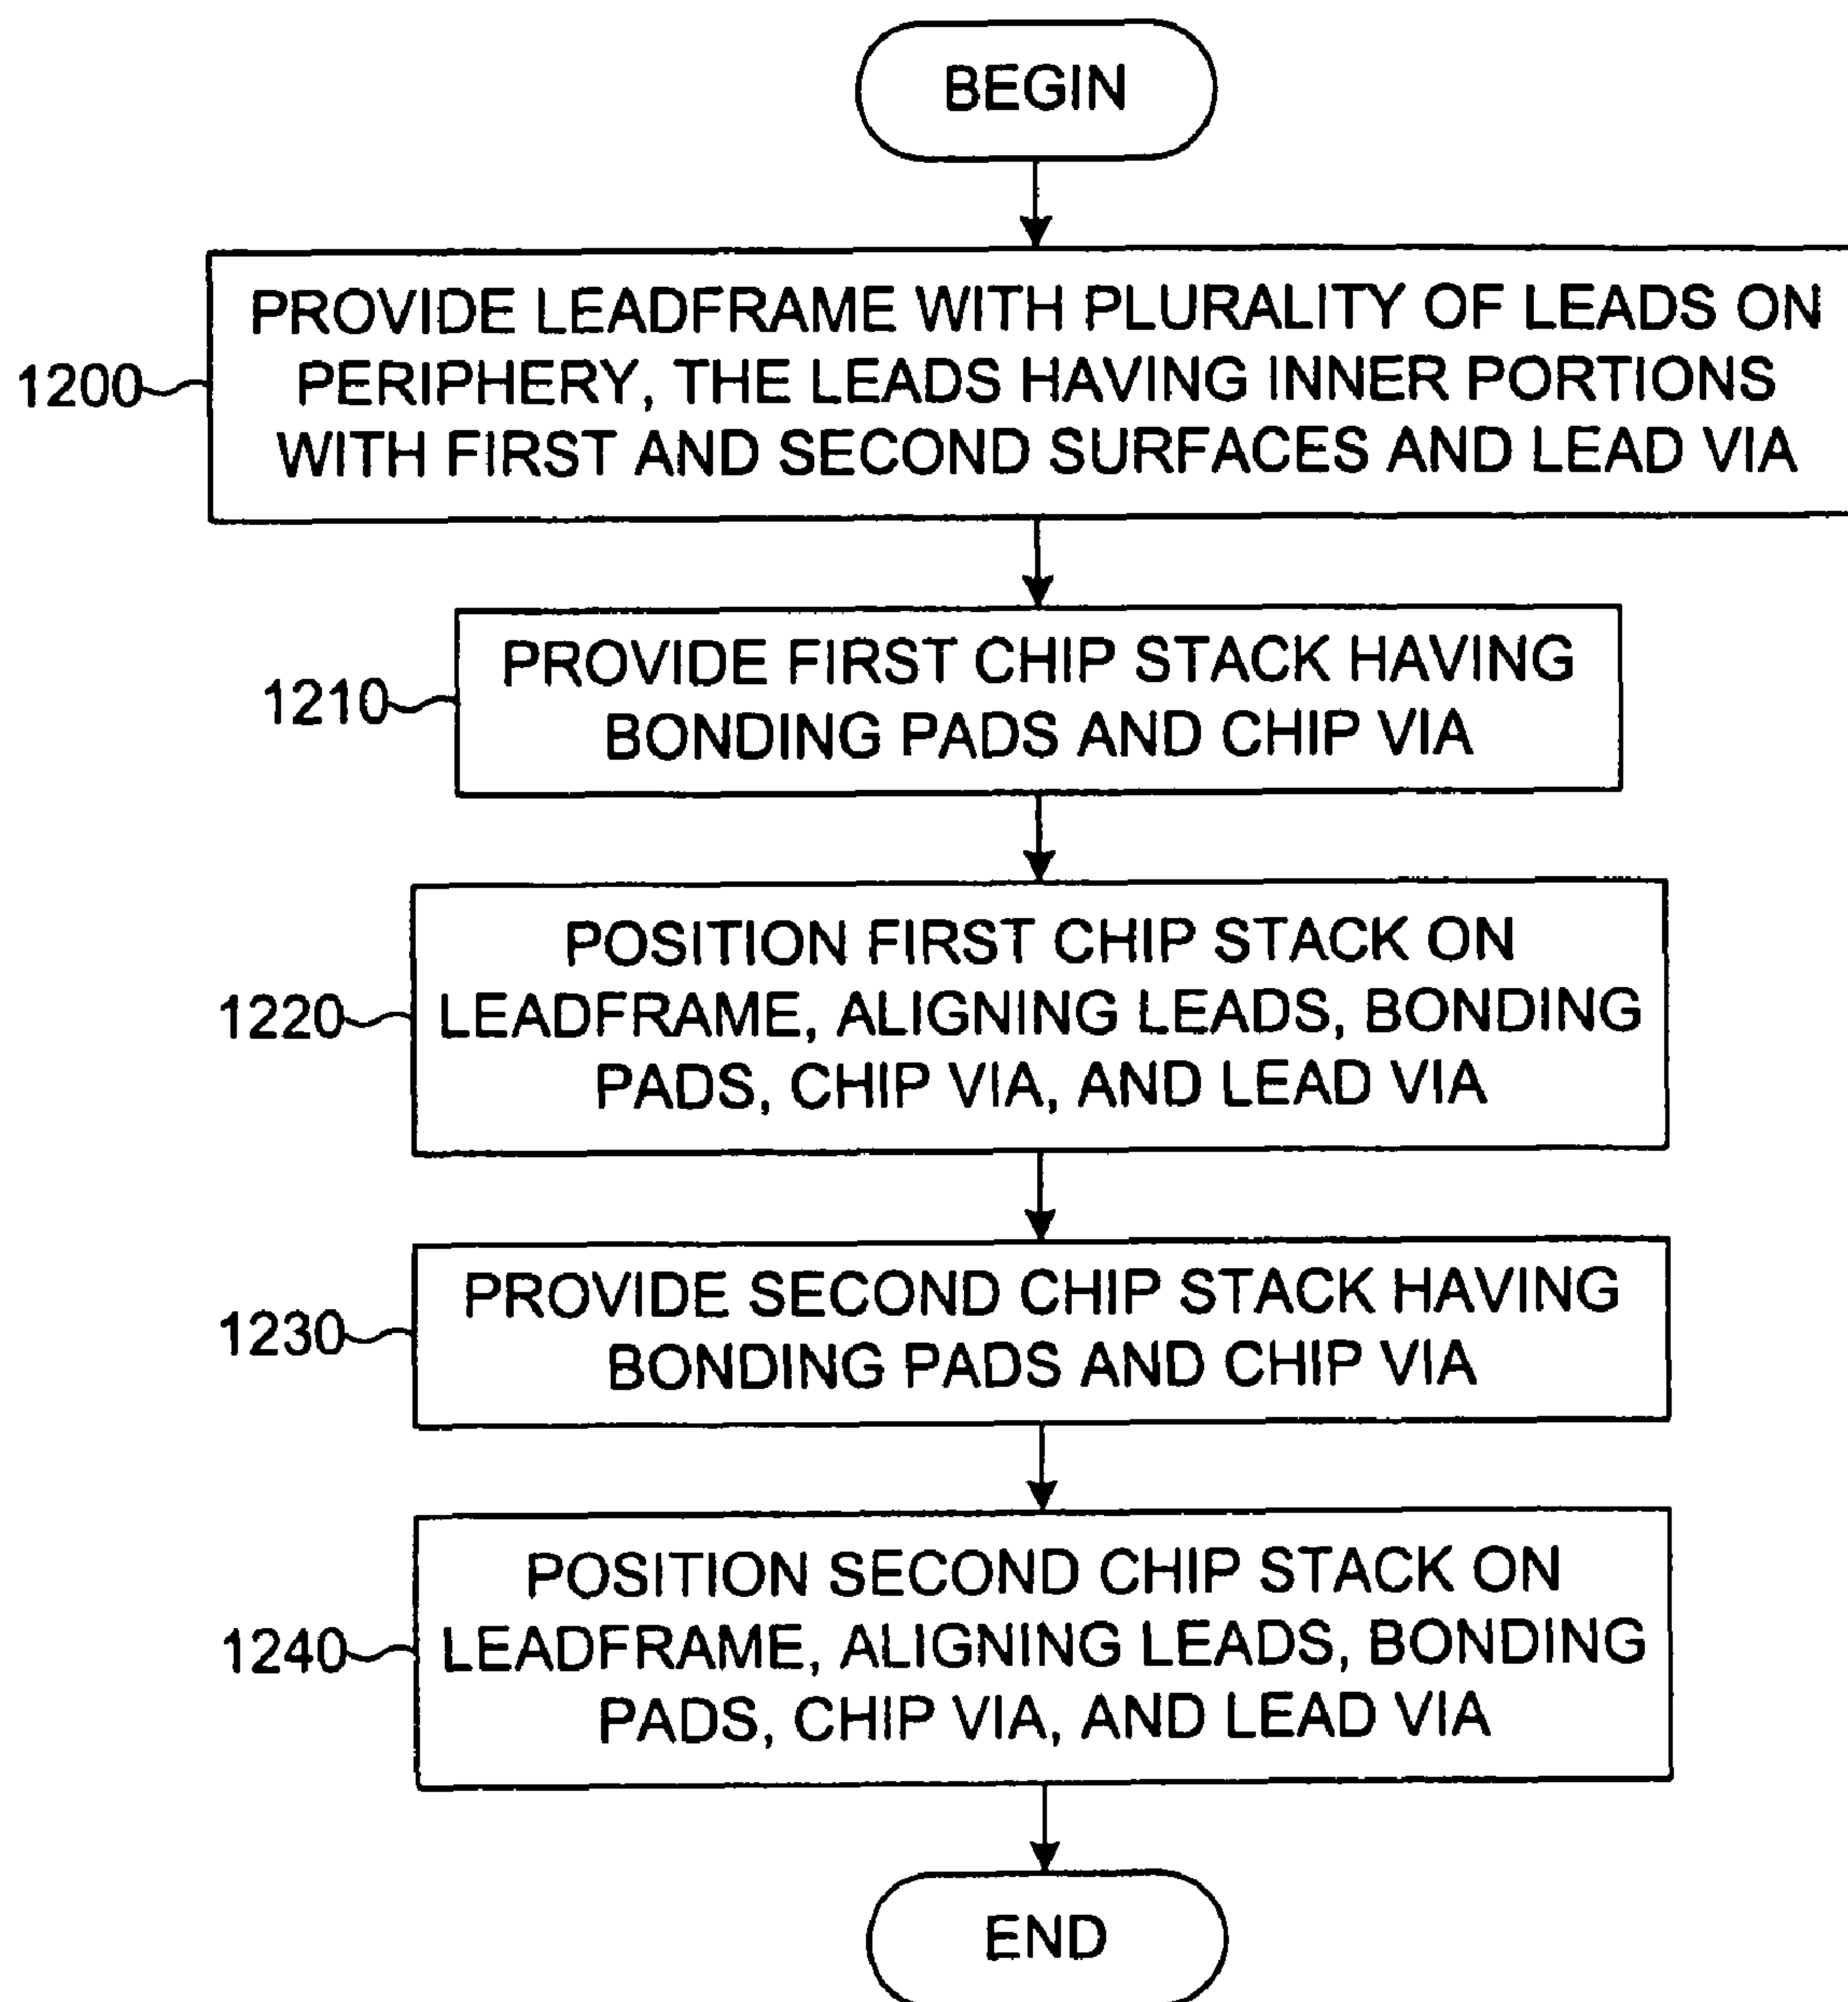 BEGIN
1200
PROVIDE LEADFRAME WITH PLURALITY OF LEADS ON
PERIPHERY, THE LEADS HAVING INNER PORTIONS
WITH FIRST AND SECOND SURFACES AND LEAD VIA
1210
PROVIDE FIRST CHIP STACK HAVING
BONDING PADS AND CHIP VIA
1220
POSITION FIRST CHIP STACK ON
LEADFRAME, ALIGNING LEADS, BONDING
PADS, CHIP VIA, AND LEAD VIA
1230
PROVIDE SECOND CHIP STACK HAVING
BONDING PADS AND CHIP VIA
1240
POSITION SECOND CHIP STACK ON
LEADFRAME, ALIGNING LEADS, BONDING
PADS, CHIP VIA, AND LEAD VIA
END